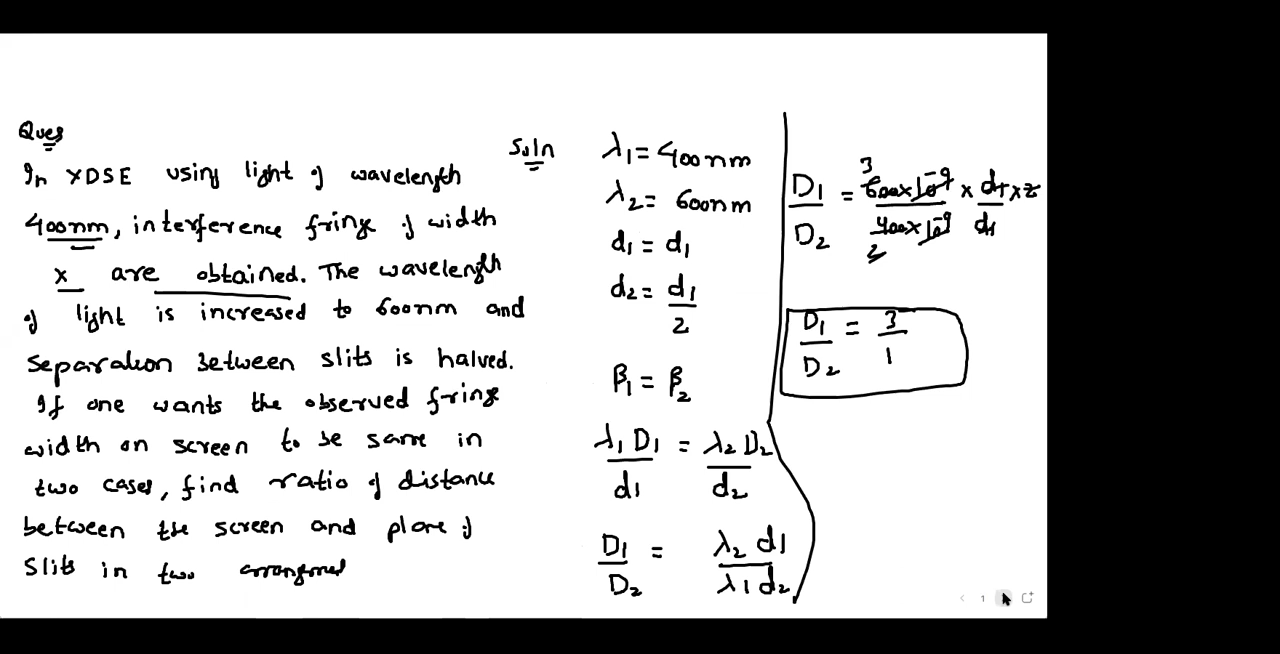 Ques
In YDSE using light of wavelength
400nm, interference fringe of width
x are obtained. The wavelength
of light is increased to 600nm and
separation between slits is halved.
If one wants the observed fringe
width on screen to be same in
two cases, find ratio of distance
between the screen and plane of
slits in two
Soln
λ₁ = 400nm
λ₂ = 600nm
d₁ = d₁
d₂ = d₁/2
β₁ = β₂
λ₁D₁/d₁ = λ₂D₂/d₂
D₁/D₂ = λ₂d₁/λ₁d₂
3
D₁/D₂ = 600×10⁻⁹/400×10⁻⁹ × d₁×2/d₁
2
D₁/D₂ = 3/1
1